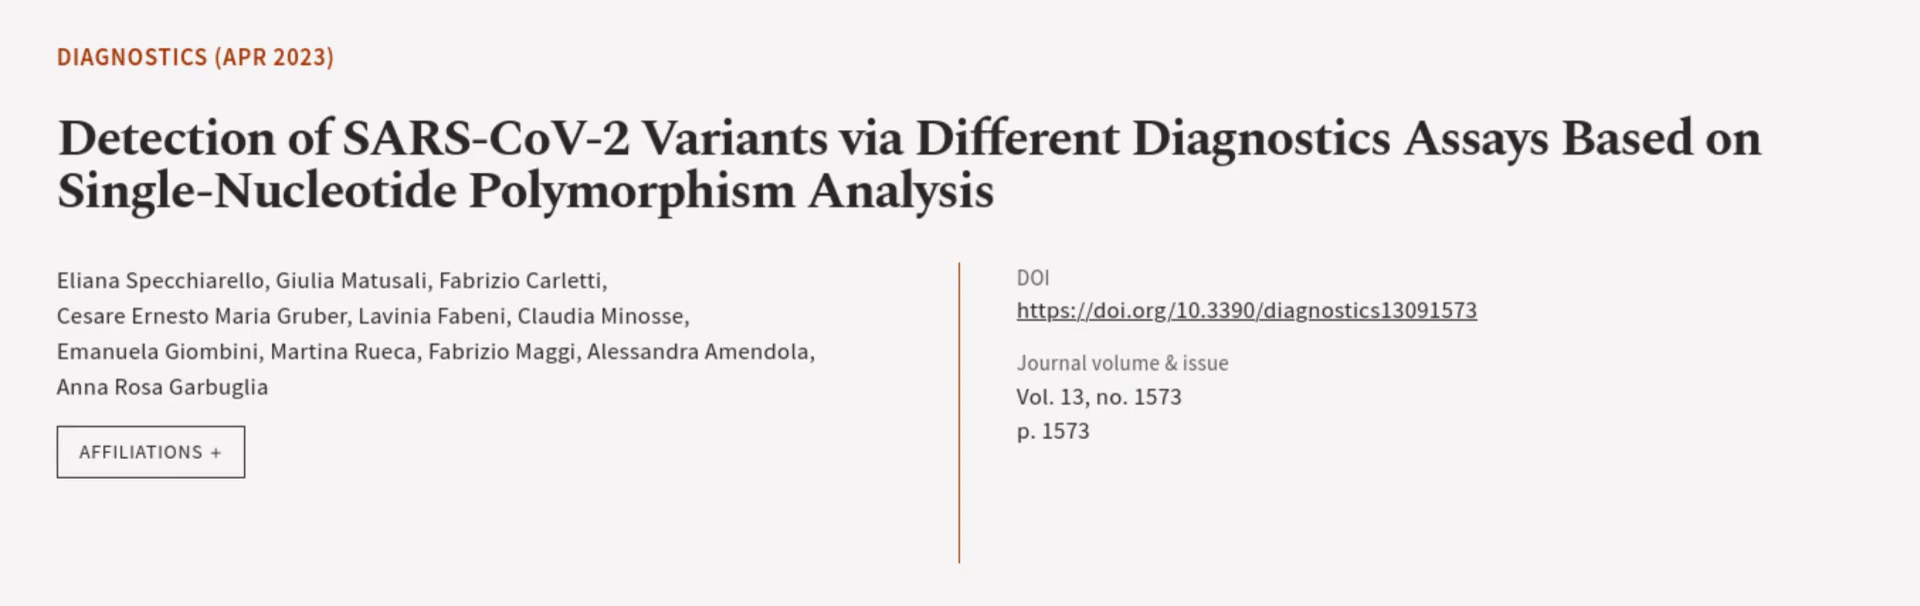 DIAGNOSTICS (APR 2023)
Detection of SARS-CoV-2 Variants via Different Diagnostics Assays Based on
Single-Nucleotide Polymorphism Analysis
Eliana Specchiarello, Giulia Matusali, Fabrizio Carletti,
Cesare Ernesto Maria Gruber, Lavinia Fabeni, Claudia Minosse,
Emanuela Giombini, Martina Rueca, Fabrizio Maggi, Alessandra Amendola,
Anna Rosa Garbuglia
AFFILIATIONS +
DOI
https://doi.org/10.3390/diagnostics13091573
Journal volume & issue
Vol. 13, no. 1573
p. 1573